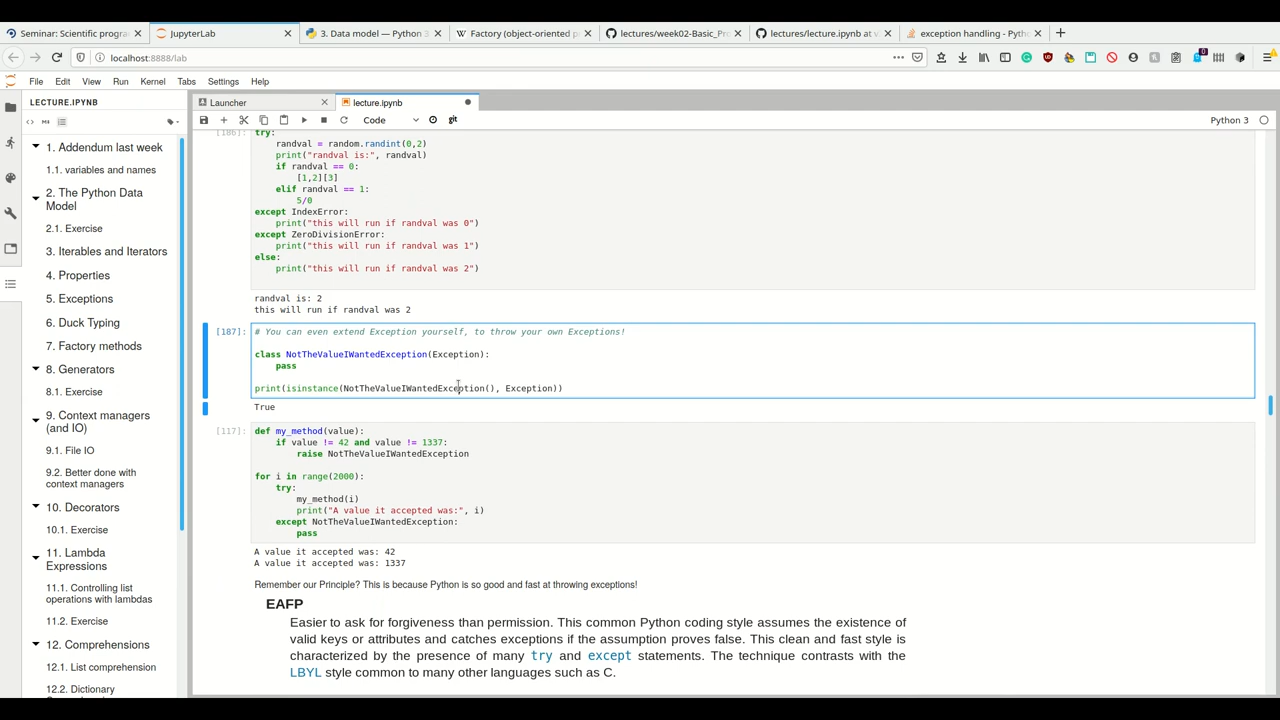 Seminar: Scientific progra
JupyterLab
3. Data model — Python 3
Factory (object-oriented p
lectures/week02-Basic_Pr
lectures/lecture.ipynb at v
exception handling - Pyth
localhost:8888/lab
File Edit View Run Kernel Tabs Settings Help
LECTURE.IPYNB
1. Addendum last week
1.1. variables and names
2. The Python Data
Model
2.1. Exercise
3. Iterables and Iterators
4. Properties
5. Exceptions
6. Duck Typing
7. Factory methods
8. Generators
8.1. Exercise
9. Context managers
(and IO)
9.1. File IO
9.2. Better done with
context managers
10. Decorators
10.1. Exercise
11. Lambda
Expressions
11.1. Controlling list
operations with lambdas
11.2. Exercise
12. Comprehensions
12.1. List comprehension
12.2. Dictionary
Launcher
lecture.ipynb
Code
git
Python 3
[186]:
try:
randval = random.randint(0,2)
print("randval is:", randval)
if randval == 0:
[1,2][3]
elif randval == 1:
5/0
except IndexError:
print("this will run if randval was 0")
except ZeroDivisionError:
print("this will run if randval was 1")
else:
print("this will run if randval was 2")
randval is: 2
this will run if randval was 2
[187]:
# You can even extend Exception yourself, to throw your own Exceptions!
class NotTheValueIWantedException(Exception):
pass
print(isinstance(NotTheValueIWantedException(), Exception))
True
[117]:
def my_method(value):
if value != 42 and value != 1337:
raise NotTheValueIWantedException
for i in range(2000):
try:
my_method(i)
print("A value it accepted was:", i)
except NotTheValueIWantedException:
pass
A value it accepted was: 42
A value it accepted was: 1337
Remember our Principle? This is because Python is so good and fast at throwing exceptions!
EAFP
Easier to ask for forgiveness than permission. This common Python coding style assumes the existence of
valid keys or attributes and catches exceptions if the assumption proves false. This clean and fast style is
characterized by the presence of many try and except statements. The technique contrasts with the
LBYL style common to many other languages such as C.